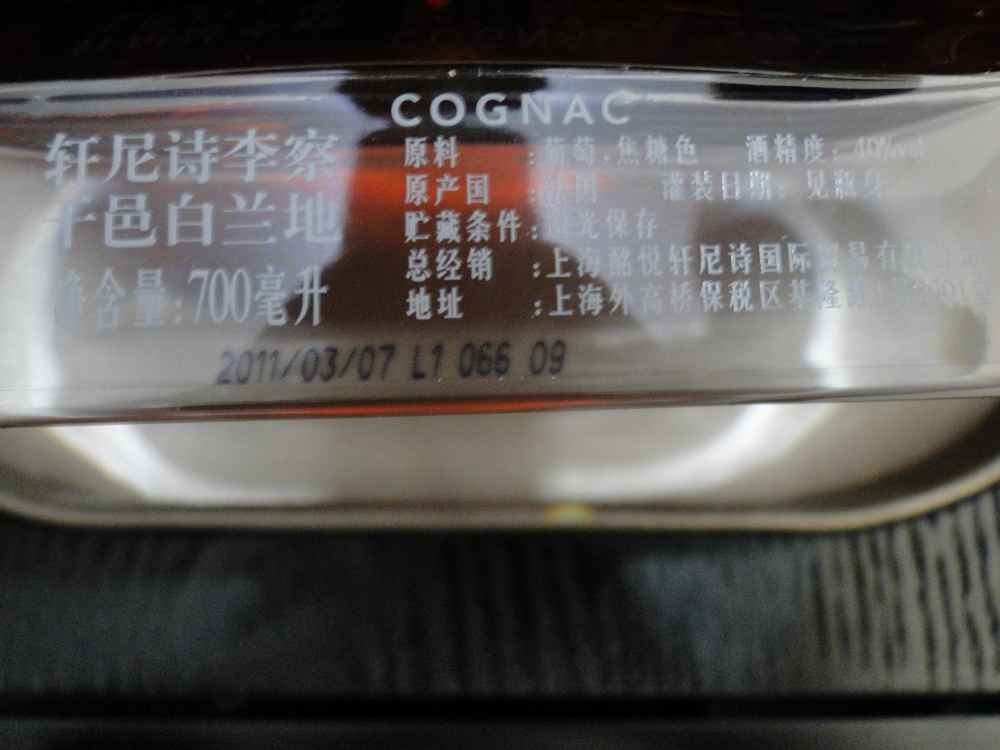 COGNAC
轩尼诗李察
干邑白兰地
净含量:700毫升
原料 :葡萄,焦糖色 酒精度: 40%vol
原产国 :法国 灌装日期: 见瓶身
贮藏条件:避光保存
总经销 :上海酩悦轩尼诗国际贸易有
地址 :上海外高桥保税区基隆
2011/03/07 L1 066 09